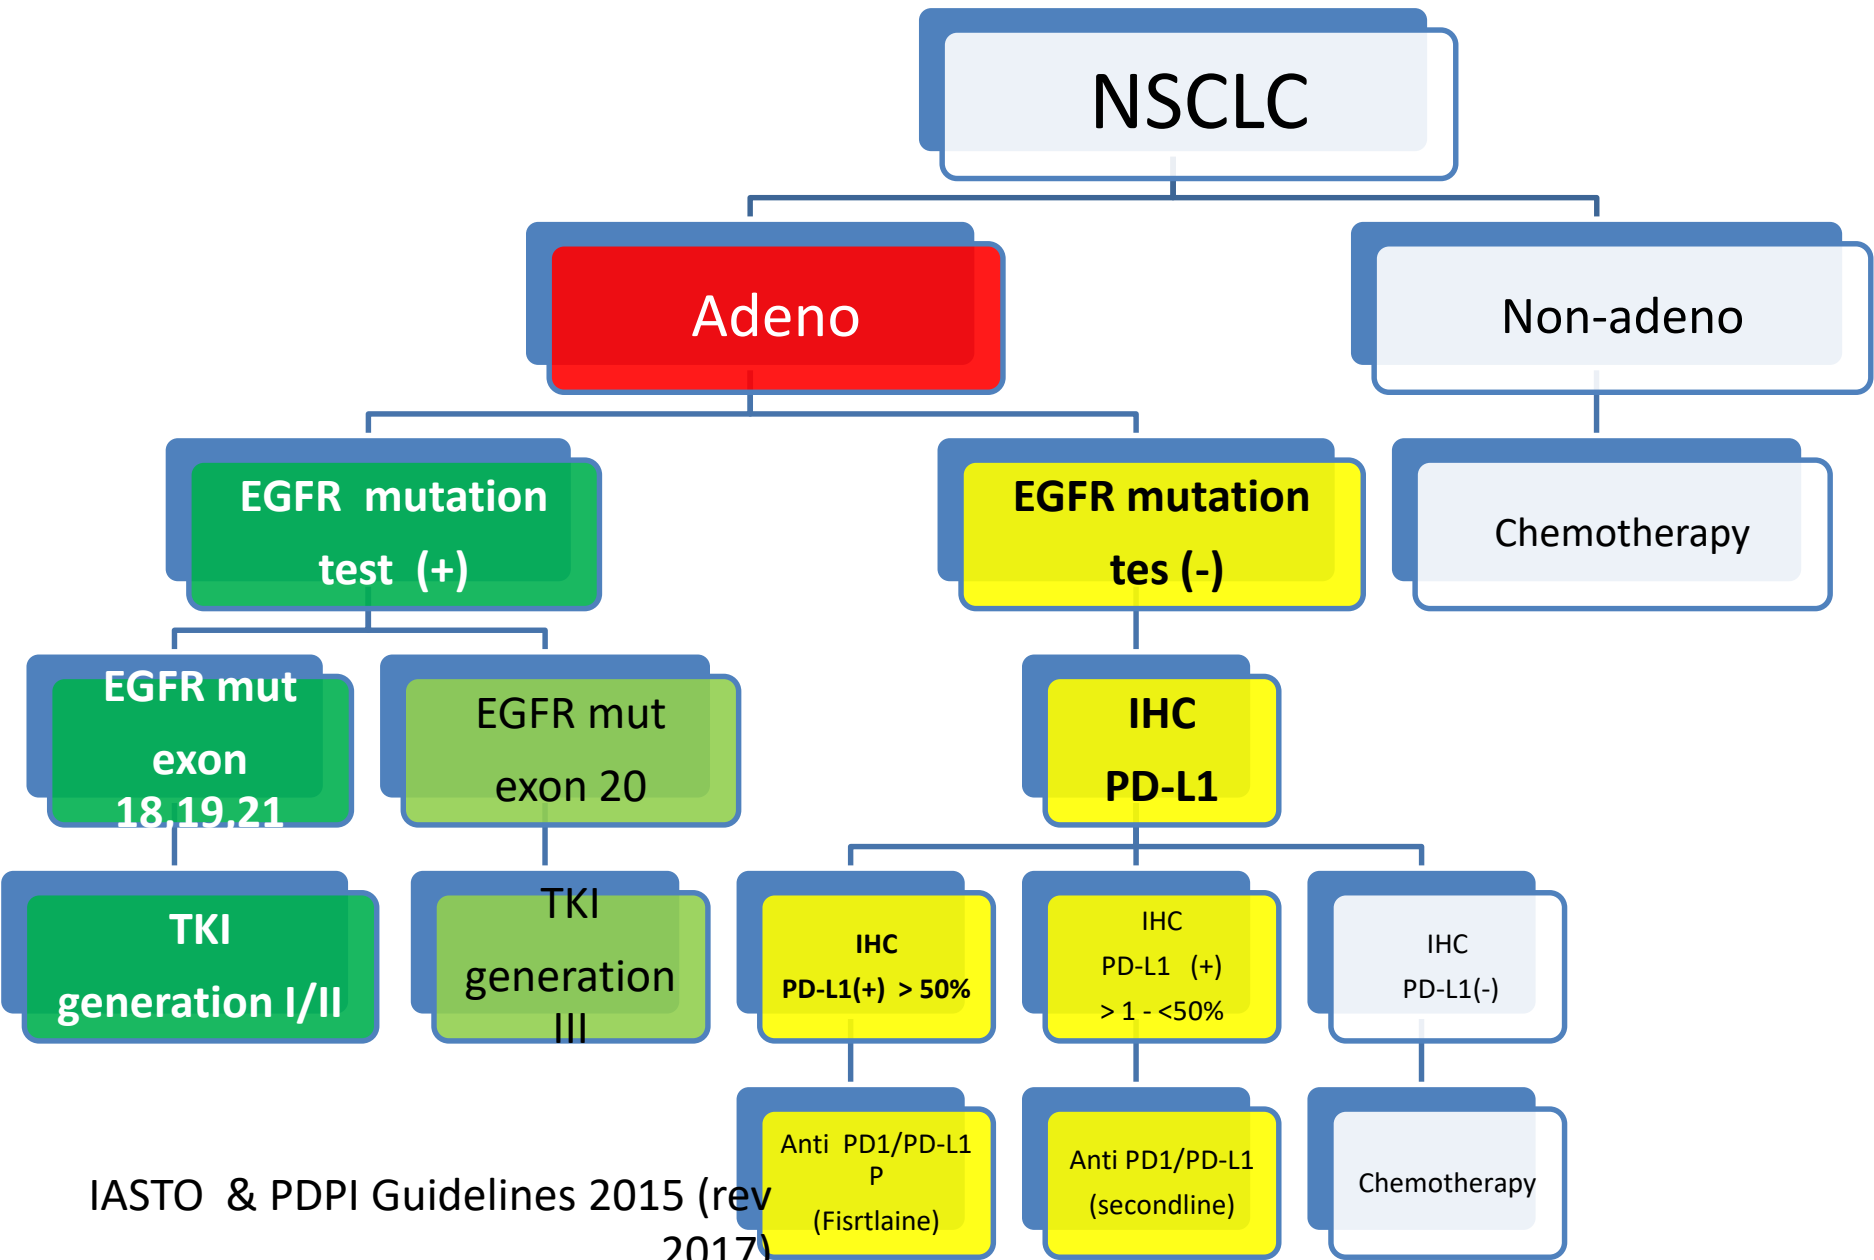 NSCLC
Adeno
Non-adeno
EGFR mutation
test (+)
EGFR mutation
tes (-)
Chemotherapy
EGFR mut
exon
18,19,21
EGFR mut
exon 20
IHC
PD-L1
TKI
generation I/II
TKI
generation
III
IHC
PD-L1(+) > 50%
IHC
PD-L1 (+)
> 1 - <50%
IHC
PD-L1(-)
Anti PD1/PD-L1
P
(Fisrtlaine)
Anti PD1/PD-L1
(secondline)
Chemotherapy
IASTO & PDPI Guidelines 2015 (rev
2017)